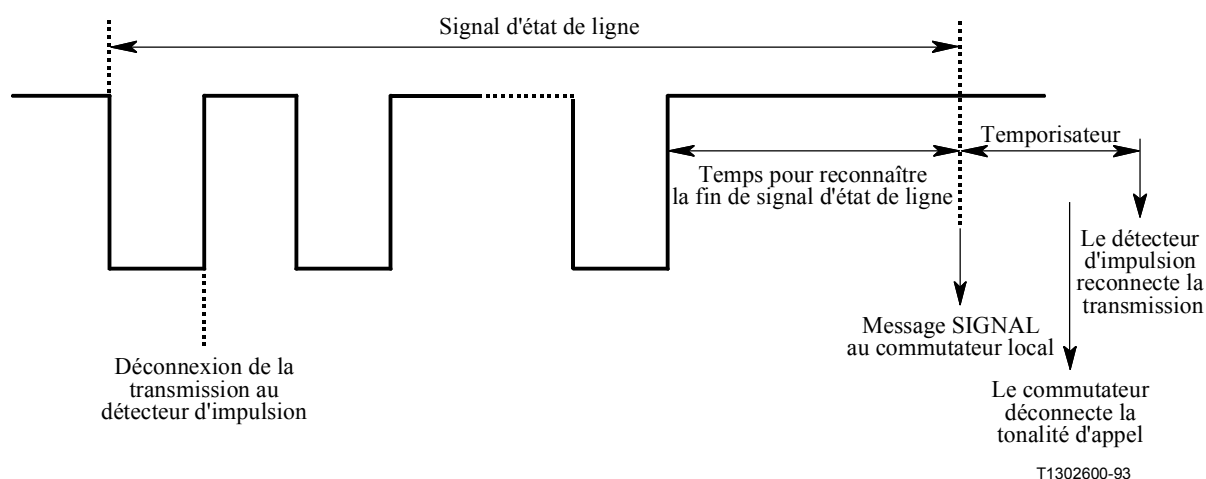 Signal d'état de ligne
Temporisateur
Temps pour reconnaître
la fin de signal d'état de ligne
Le détecteur
d'impulsion
reconnecte la
transmission
Message SIGNAL
au commutateur local
Déconnexion de la
transmission au
détecteur d'impulsion
Le commutateur
déconnecte la
tonalité d'appel
T1302600-93